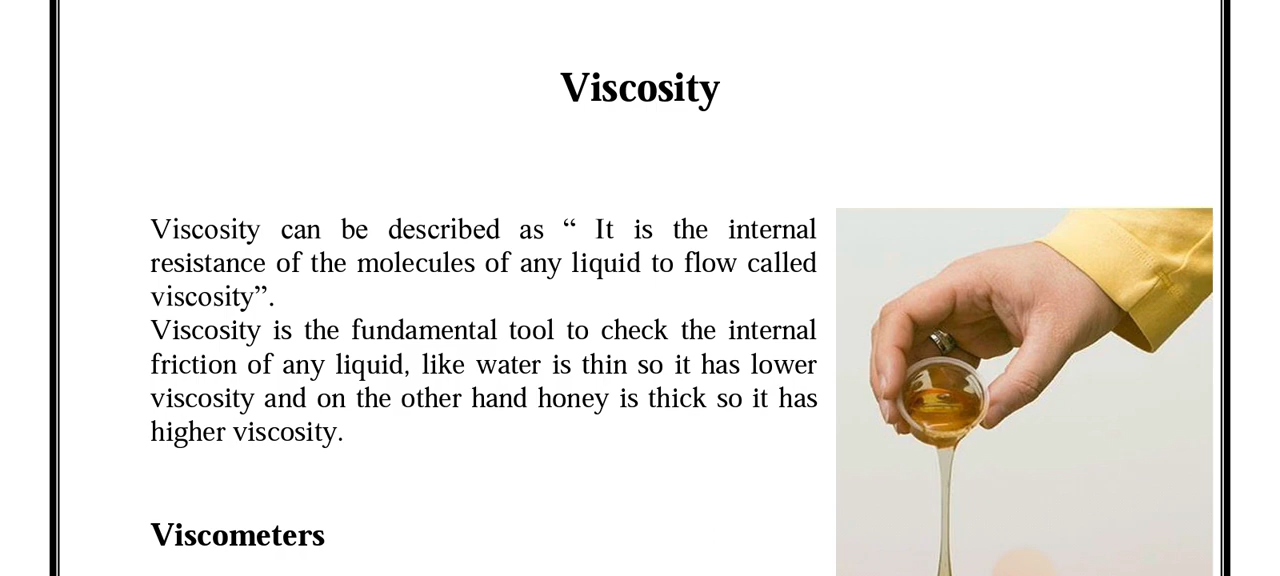 Viscosity
Viscosity can be described as “ It is the internal
resistance of the molecules of any liquid to flow called
viscosity”.
Viscosity is the fundamental tool to check the internal
friction of any liquid, like water is thin so it has lower
viscosity and on the other hand honey is thick so it has
higher viscosity.
Viscometers